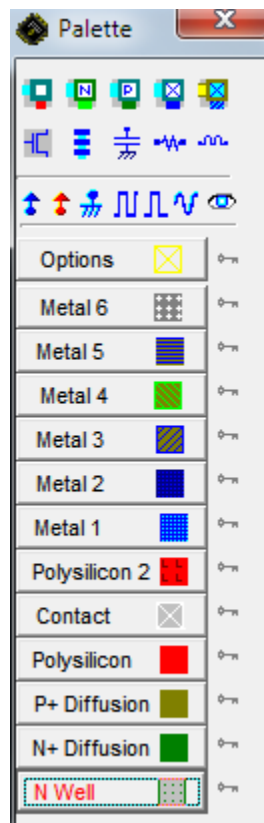 Palette
N P
Options
Metal 6
Metal 5
Metal 4
Metal 3
Metal 2
Metal 1
Polysilicon 2
Contact
Polysilicon
P+ Diffusion
N+ Diffusion
N Well